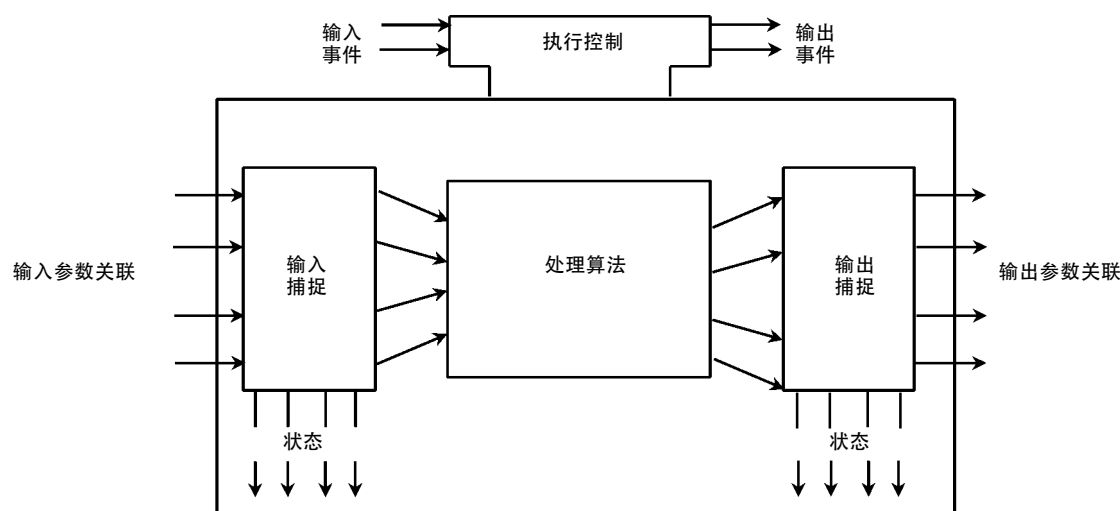 输入
事件
执行控制
输出
事件
输入参数关联
输入
捕捉
处理算法
输出
捕捉
输出参数关联
状态
状态